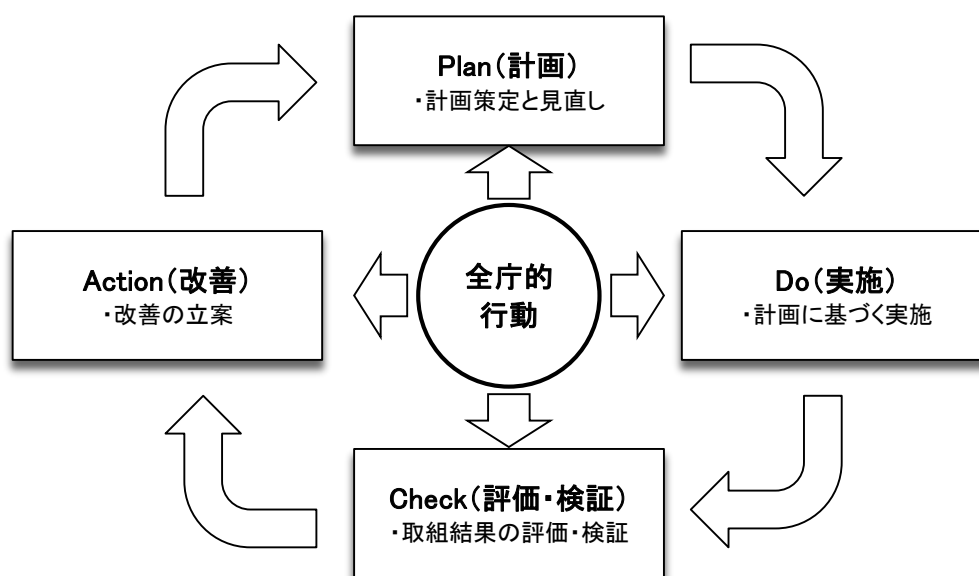 Plan(計画)
・計画策定と見直し
Action(改善)
・改善の立案
全庁的
行動
Do(実施)
・計画に基づく実施
Check(評価・検証)
・取組結果の評価・検証